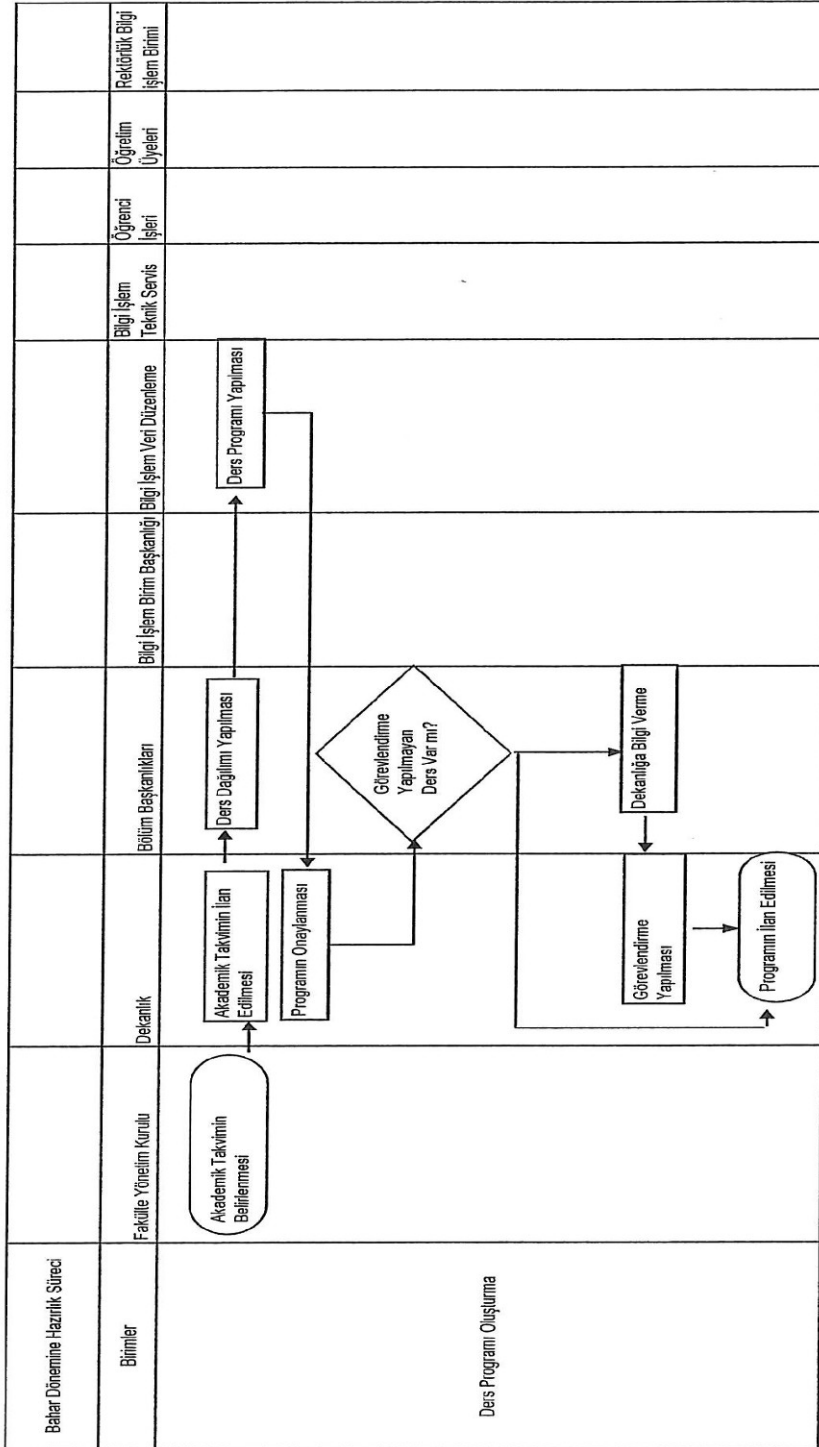 Bahar Dönemine Hazırlık Süreci
Birimler
Fakülle Yönetim Kurulu
Dekanlık
Bölüm Başkanlıkları
Bilgi İşlem Birim Başkanlığı
Bilgi İşlem Veri Düzenleme
Bilgi İşlem
Teknik Servis
Öğrenci
İşleri
Öğretim
Üyeleri
Rektörlük Bilgi
işlem Birimi
Ders Programı Oluşturma
Akademik Takvimin
Belirlenmesi
Akademik Takvimin İlan
Edilmesi
Ders Dağılımı Yapılması
Ders Programı Yapılması
Programın Onaylanması
Görevlendirme
Yapılmayan
Ders Var mı?
Dekanlığa Bilgi Verme
Görevlendirme
Yapılması
Programın İlan Edilmesi